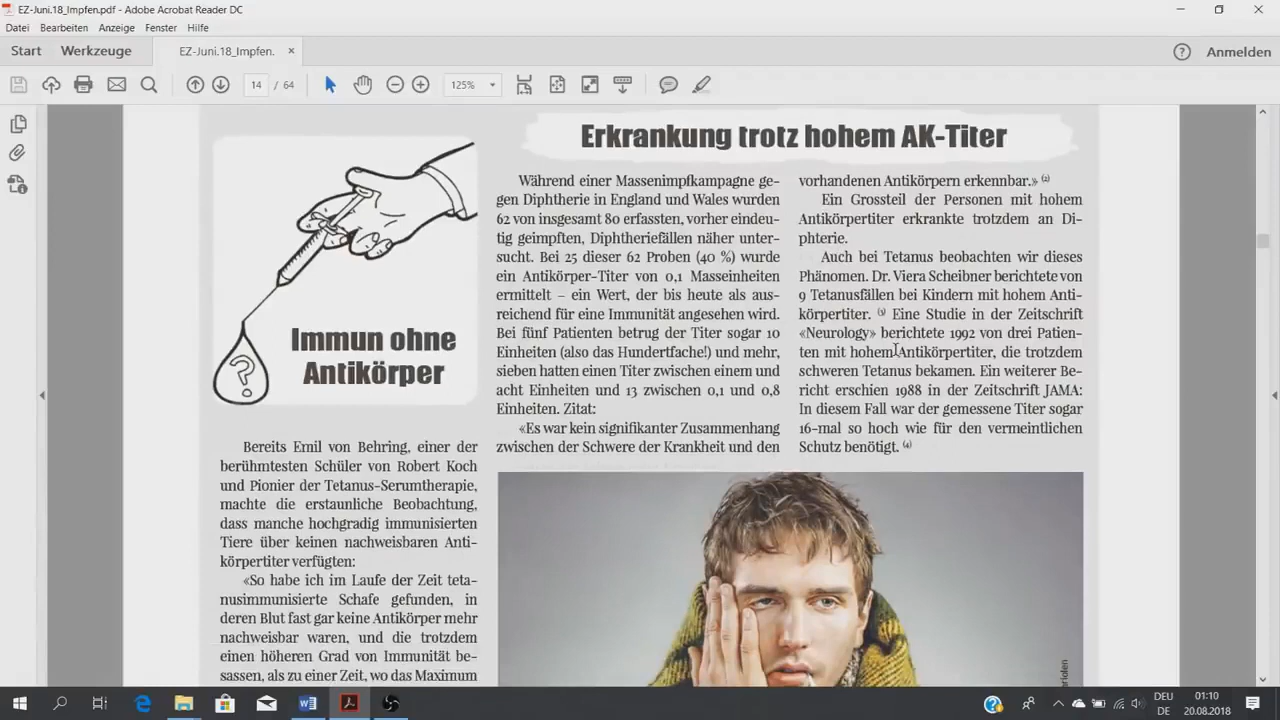 EZ-Juni.18_Impfen.pdf - Adobe Acrobat Reader DC
Datei Bearbeiten Anzeige Fenster Hilfe
Start Werkzeuge EZ-Juni.18_Impfen. ×
Anmelden
14 / 64
125%
Immun ohne
Antikörper
Bereits Emil von Behring, einer der
berühmtesten Schüler von Robert Koch
und Pionier der Tetanus-Serumtherapie,
machte die erstaunliche Beobachtung,
dass manche hochgradig immunisierten
Tiere über keinen nachweisbaren Anti-
körpertiter verfügten:
«So habe ich im Laufe der Zeit teta-
nusimmunisierte Schafe gefunden, in
deren Blut fast gar keine Antikörper mehr
nachweisbar waren, und die trotzdem
einen höheren Grad von Immunität be-
sassen, als zu einer Zeit, wo das Maximum
Erkrankung trotz hohem AK-Titer
Während einer Massenimpfkampagne ge-
gen Diphtherie in England und Wales wurden
62 von insgesamt 80 erfassten, vorher eindeu-
tig geimpften, Diphtheriefällen näher unter-
sucht. Bei 25 dieser 62 Proben (40 %) wurde
ein Antikörper-Titer von 0,1 Masseinheiten
ermittelt – ein Wert, der bis heute als aus-
reichend für eine Immunität angesehen wird.
Bei fünf Patienten betrug der Titer sogar 10
Einheiten (also das Hundertfache!) und mehr,
sieben hatten einen Titer zwischen einem und
acht Einheiten und 13 zwischen 0,1 und 0,8
Einheiten. Zitat:
«Es war kein signifikanter Zusammenhang
zwischen der Schwere der Krankheit und den
vorhandenen Antikörpern erkennbar.» (2)
Ein Grossteil der Personen mit hohem
Antikörpertiter erkrankte trotzdem an Di-
phterie.
Auch bei Tetanus beobachten wir dieses
Phänomen. Dr. Viera Scheibner berichtete von
9 Tetanusfällen bei Kindern mit hohem Anti-
körpertiter. (3) Eine Studie in der Zeitschrift
«Neurology» berichtete 1992 von drei Patien-
ten mit hohem Antikörpertiter, die trotzdem
schweren Tetanus bekamen. Ein weiterer Be-
richt erschien 1988 in der Zeitschrift JAMA:
In diesem Fall war der gemessene Titer sogar
16-mal so hoch wie für den vermeintlichen
Schutz benötigt. (4)
DEU 01:10
DE 20.08.2018